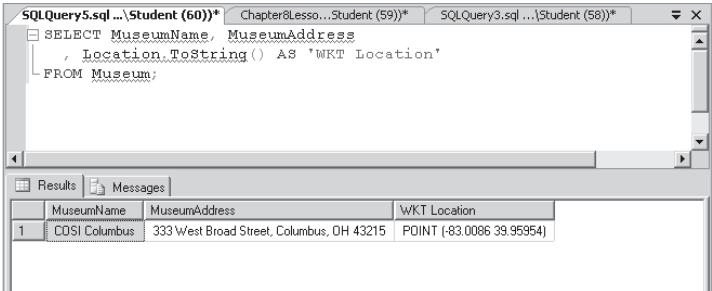 SQLQuery5.sql ...\Student (60))* Chapter8Lesso...Student (59))* SQLQuery3.sql ...\Student (58))*
SELECT MuseumName, MuseumAddress
, Location.ToString() AS 'WKT Location'
FROM Museum;
Results Messages
MuseumName MuseumAddress WKT Location
1 COSI Columbus 333 West Broad Street, Columbus, OH 43215 POINT (-83.0086 39.95954)